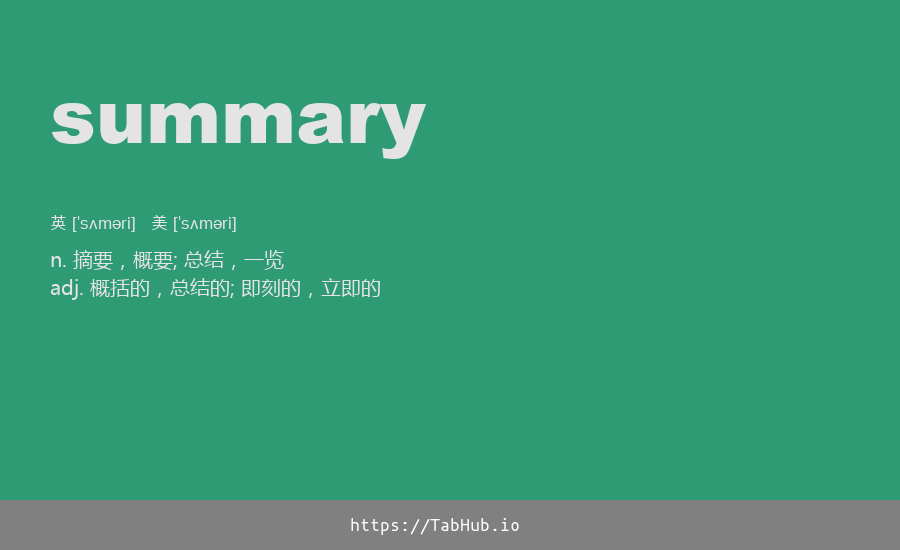 summary
英 [ˈsʌməri] 美 [ˈsʌməri]
n. 摘要，概要; 总结，一览
adj. 概括的，总结的; 即刻的，立即的
https://TabHub.io